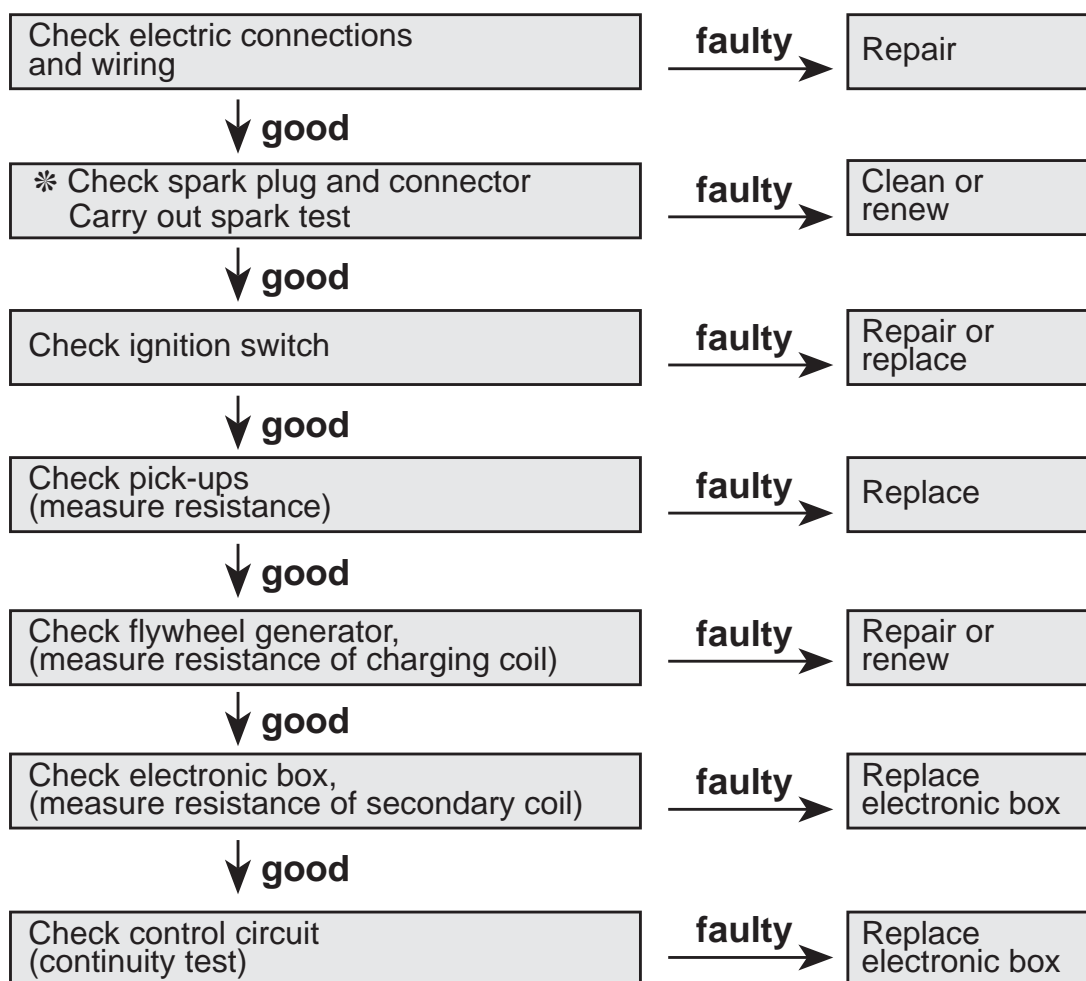 Check electric connections
and wiring
faulty
Repair
good
❊ Check spark plug and connector
Carry out spark test
faulty
Clean or
renew
good
Check ignition switch
faulty
Repair or
replace
good
Check pick-ups
(measure resistance)
faulty
Replace
good
Check flywheel generator,
(measure resistance of charging coil)
faulty
Repair or
renew
good
Check electronic box,
(measure resistance of secondary coil)
faulty
Replace
electronic box
good
Check control circuit
(continuity test)
faulty
Replace
electronic box